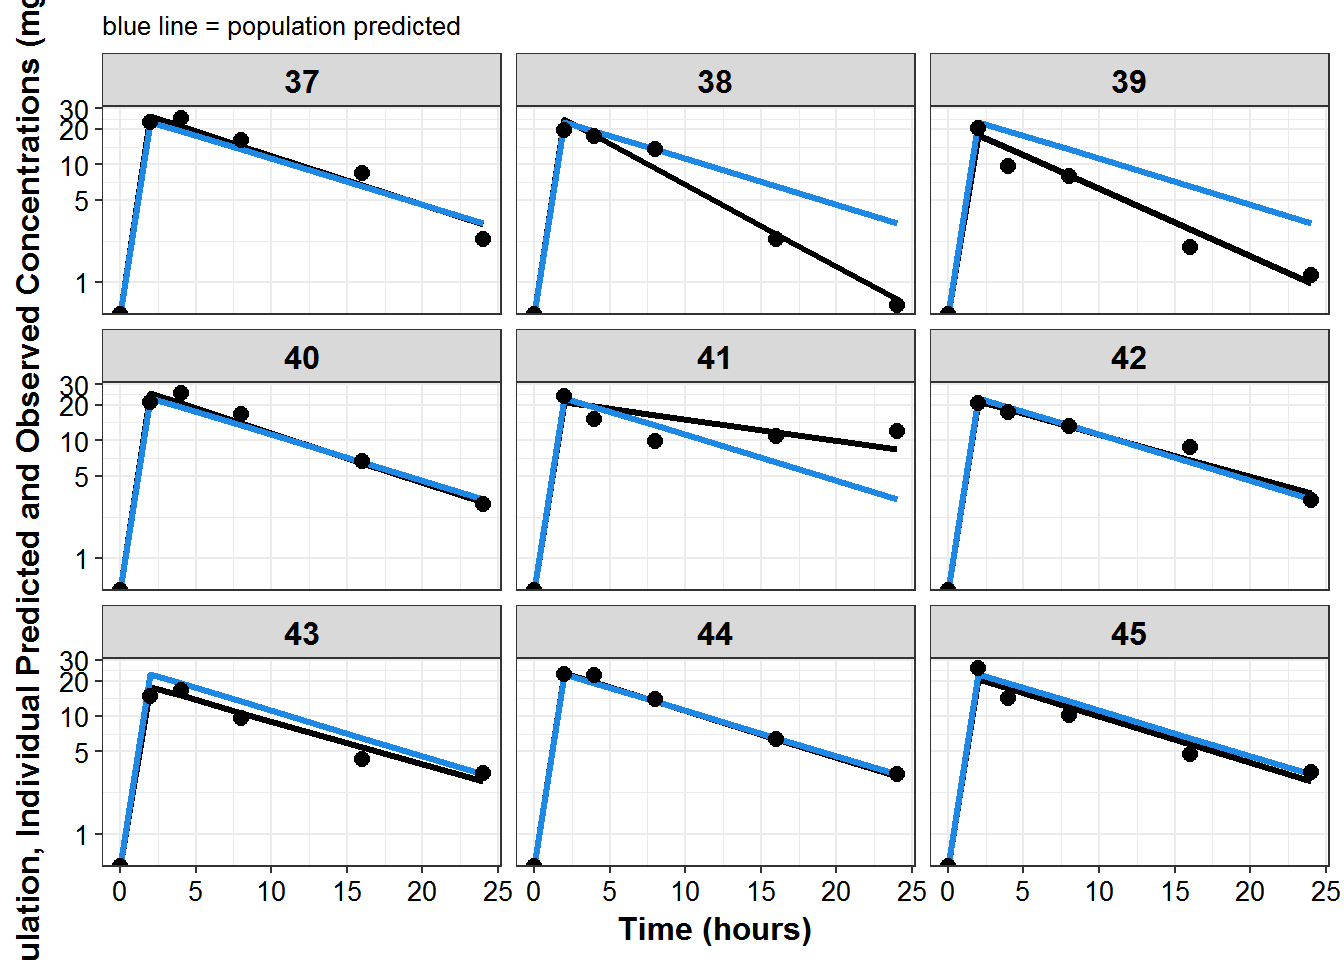 blue line = population predicted
37 38 39
30
20
10
5
1
40 41 42
30
20
10
5
1
43 44 45
30
20
10
5
1
0 5 10 15 20 25 0 5 10 15 20 25 0 5 10 15 20 25
Time (hours)
ulation, Individual Predicted and Observed Concentrations (mg